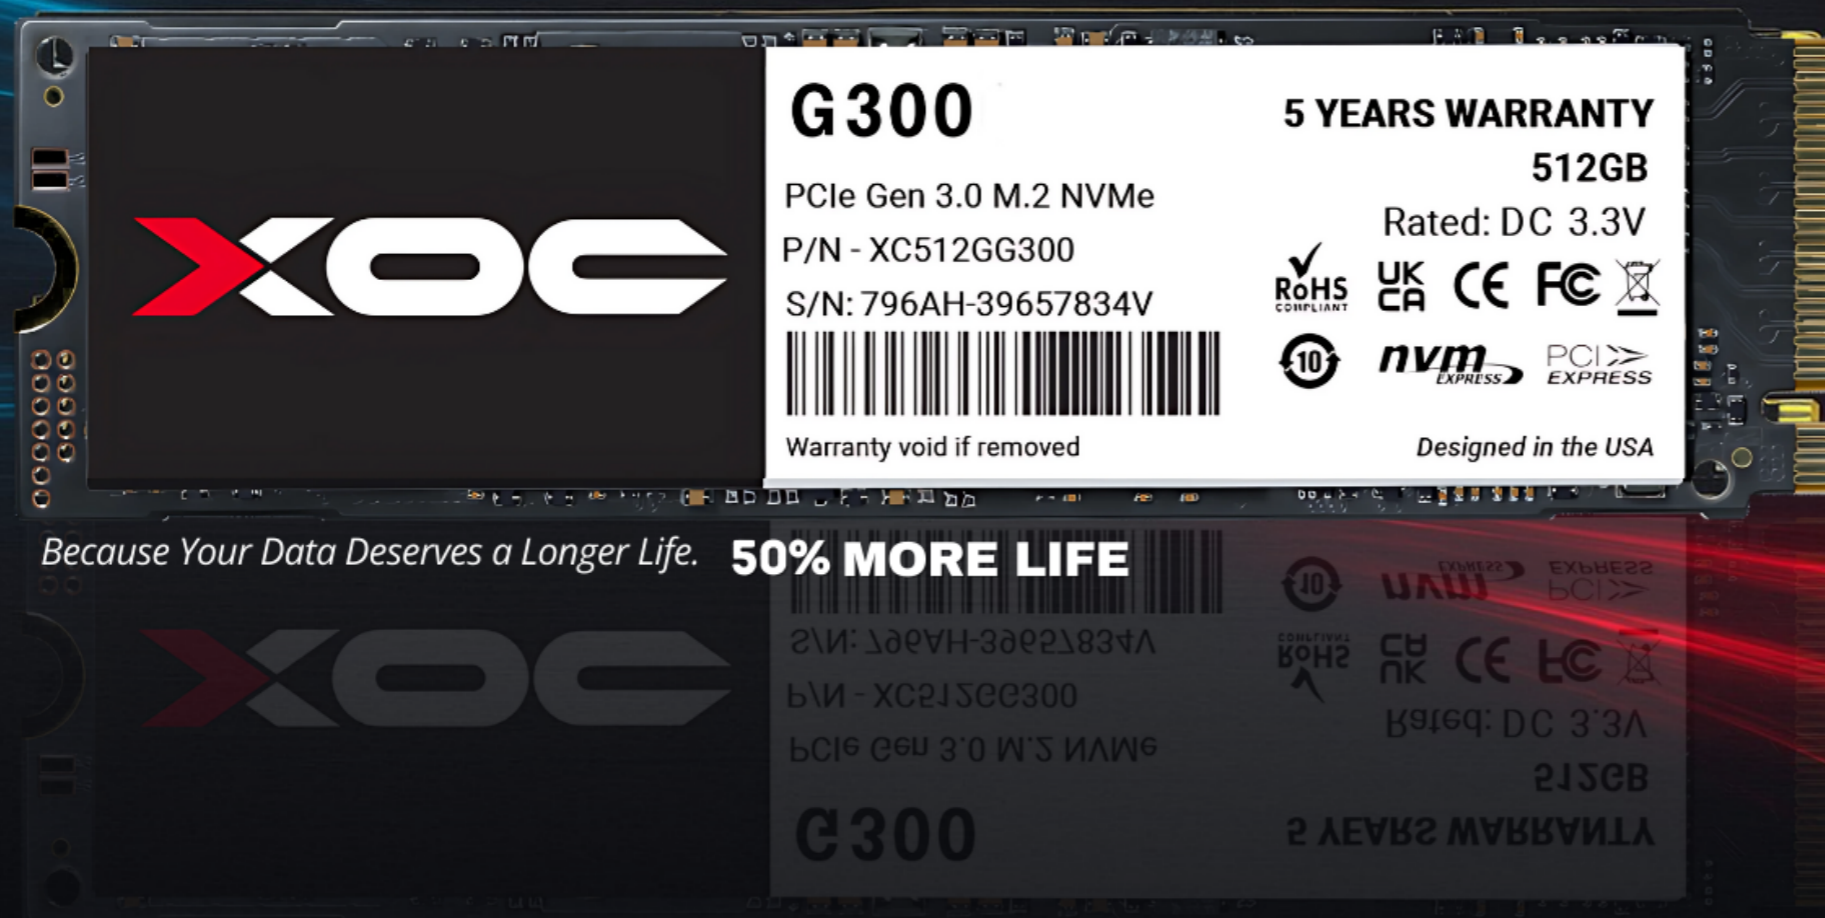 XOC
G300
PCIe Gen 3.0 M.2 NVMe
P/N - XC512GG300
S/N: 796AH-39657834V
Warranty void if removed
5 YEARS WARRANTY
512GB
Rated: DC 3.3V
RoHS
COMPLIANT
UK
CA
CE
FC
10
nvm
EXPRESS
PCI
EXPRESS
Designed in the USA
Because Your Data Deserves a Longer Life.
50% MORE LIFE